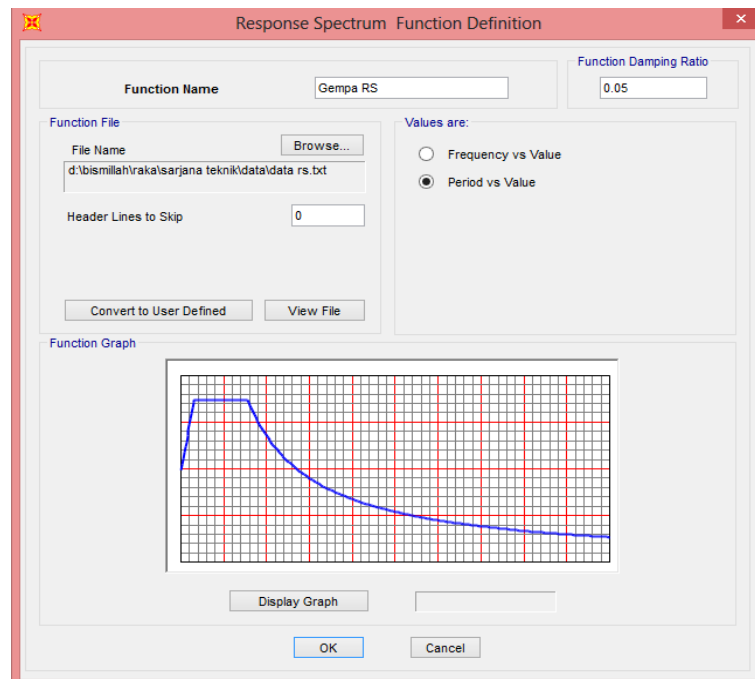 Response Spectrum Function Definition
Function Damping Ratio
Function Name
Gempa RS
0.05
Function File
Values are:
File Name
Browse...
Frequency vs Value
d:\bismillah\raka\sarjana teknik\data\data rs.txt
Period vs Value
Header Lines to Skip
0
Convert to User Defined
View File
Function Graph
Display Graph
OK
Cancel